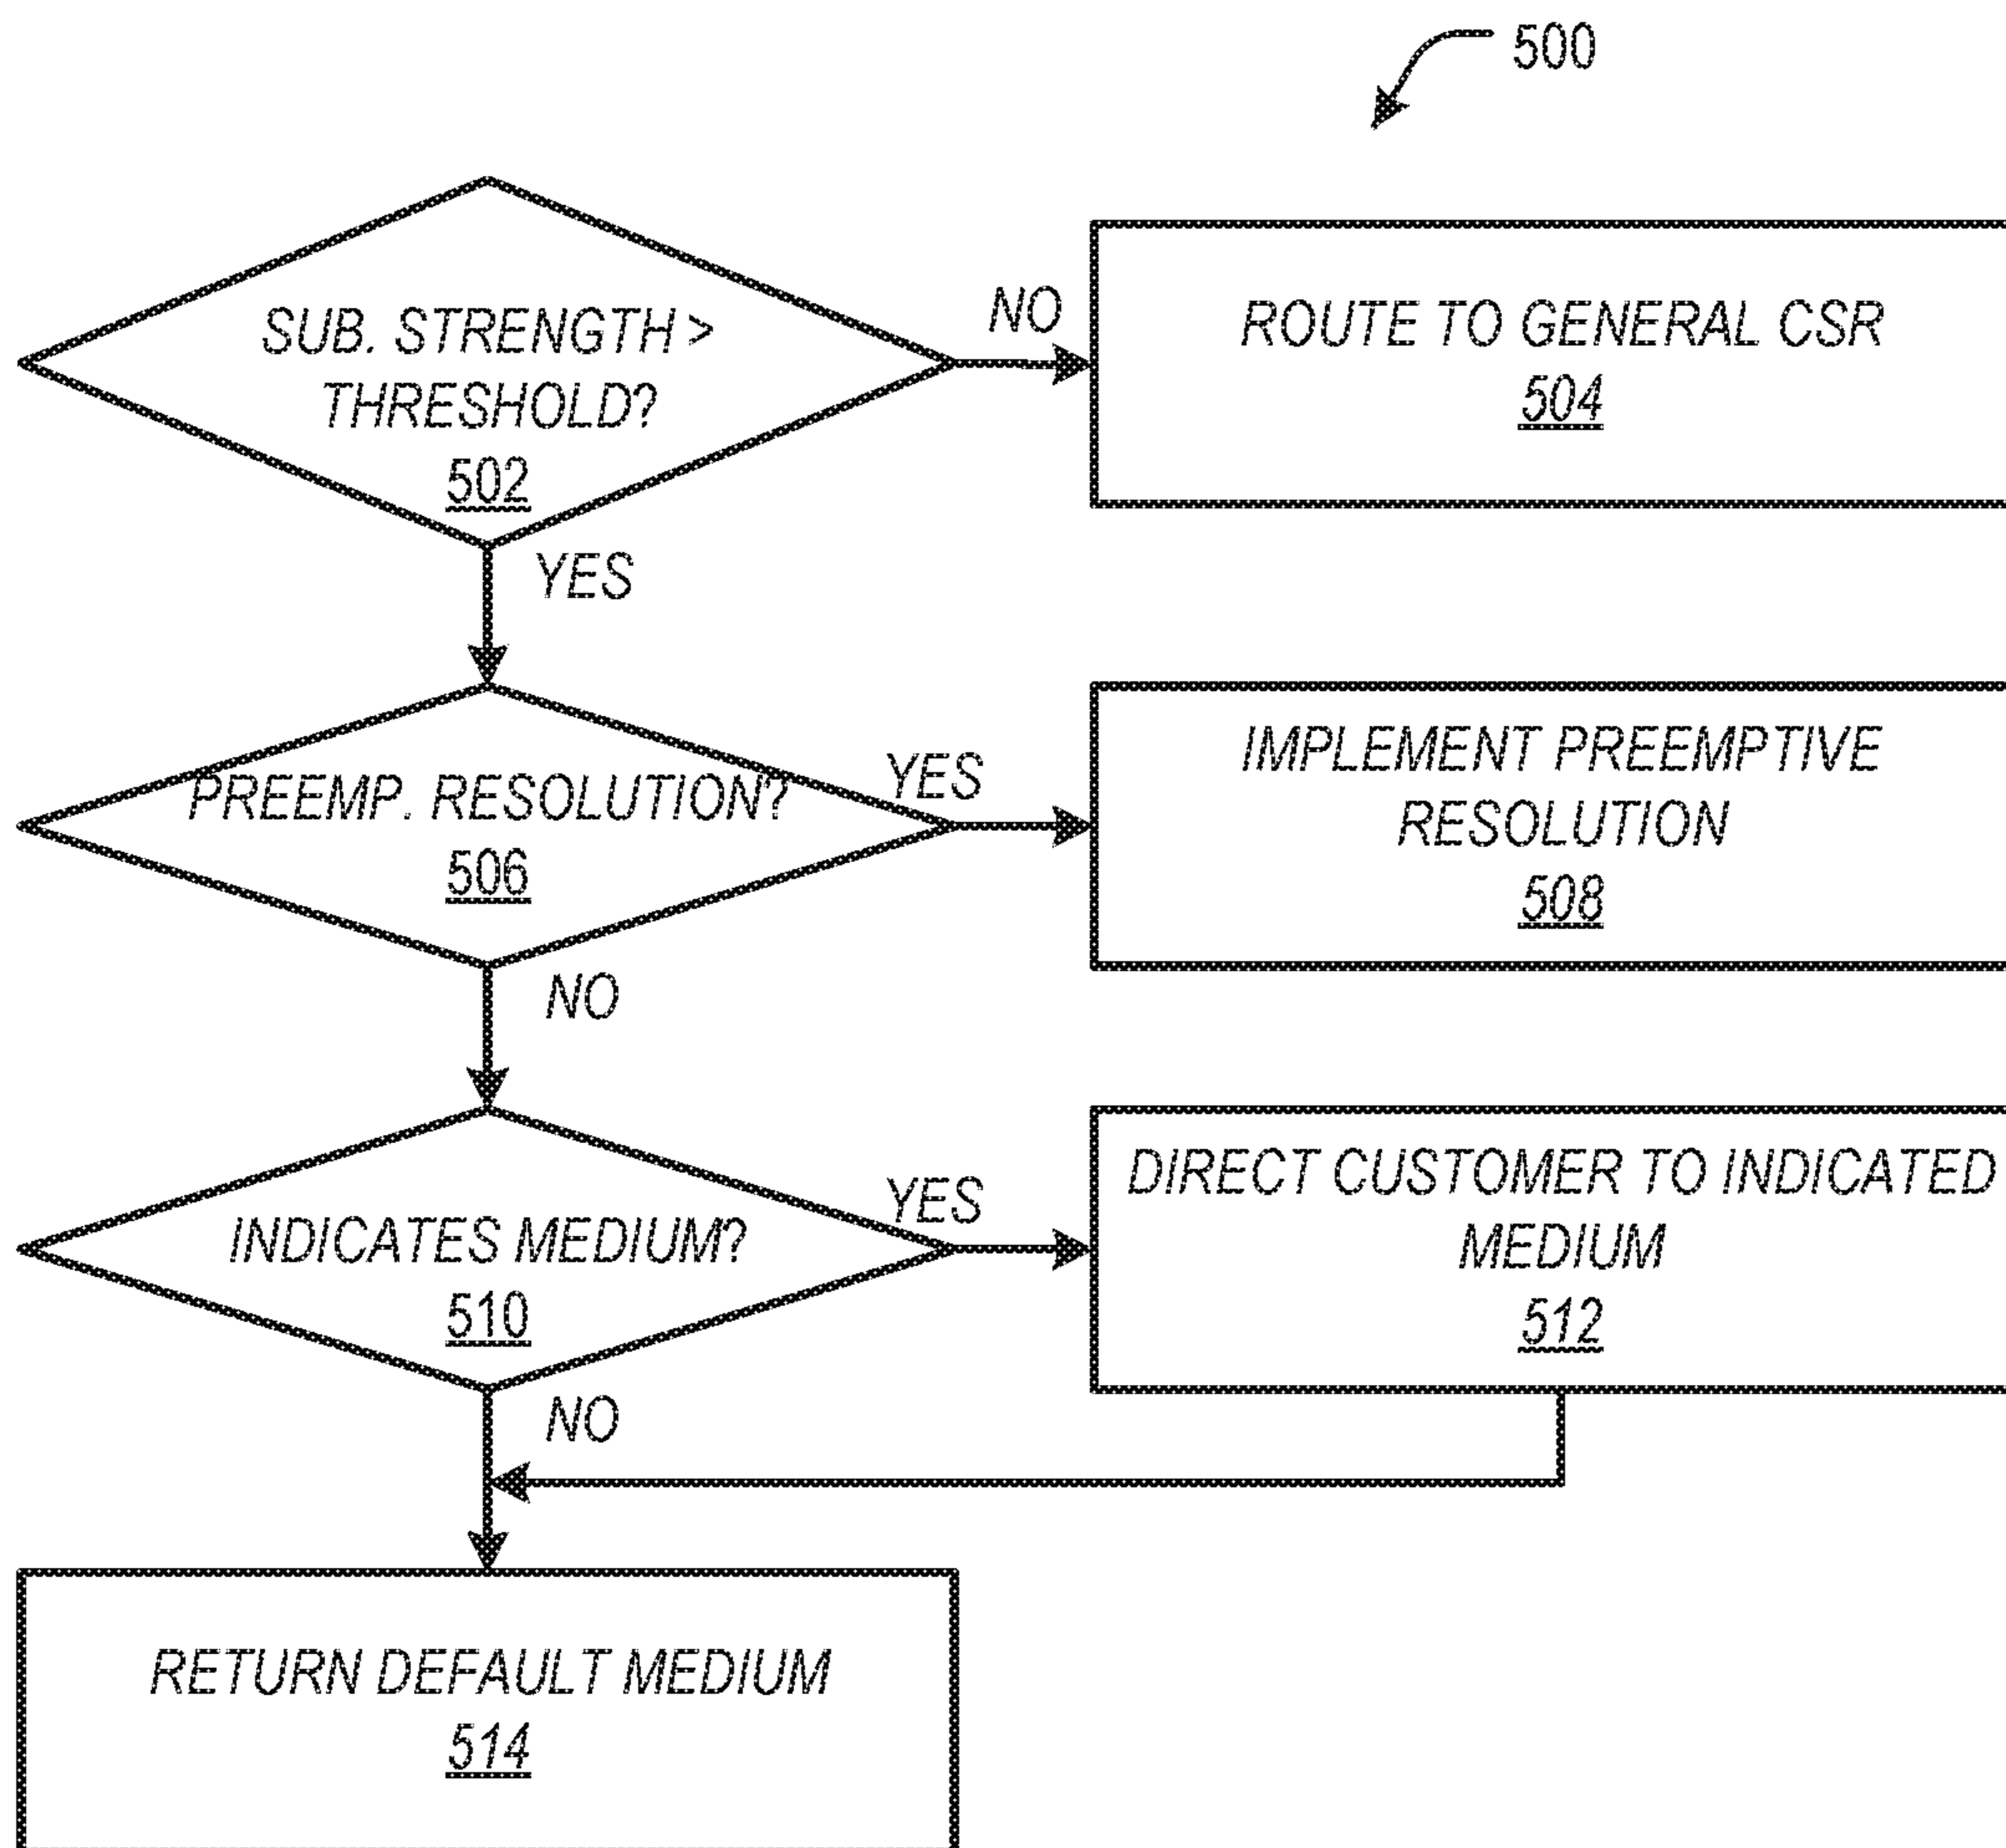 500
SUB. STRENGTH >
THRESHOLD?
502
NO
ROUTE TO GENERAL CSR
504
YES
PREEMP. RESOLUTION?
506
YES
IMPLEMENT PREEMPTIVE
RESOLUTION
508
NO
INDICATES MEDIUM?
510
YES
DIRECT CUSTOMER TO INDICATED
MEDIUM
512
NO
RETURN DEFAULT MEDIUM
514